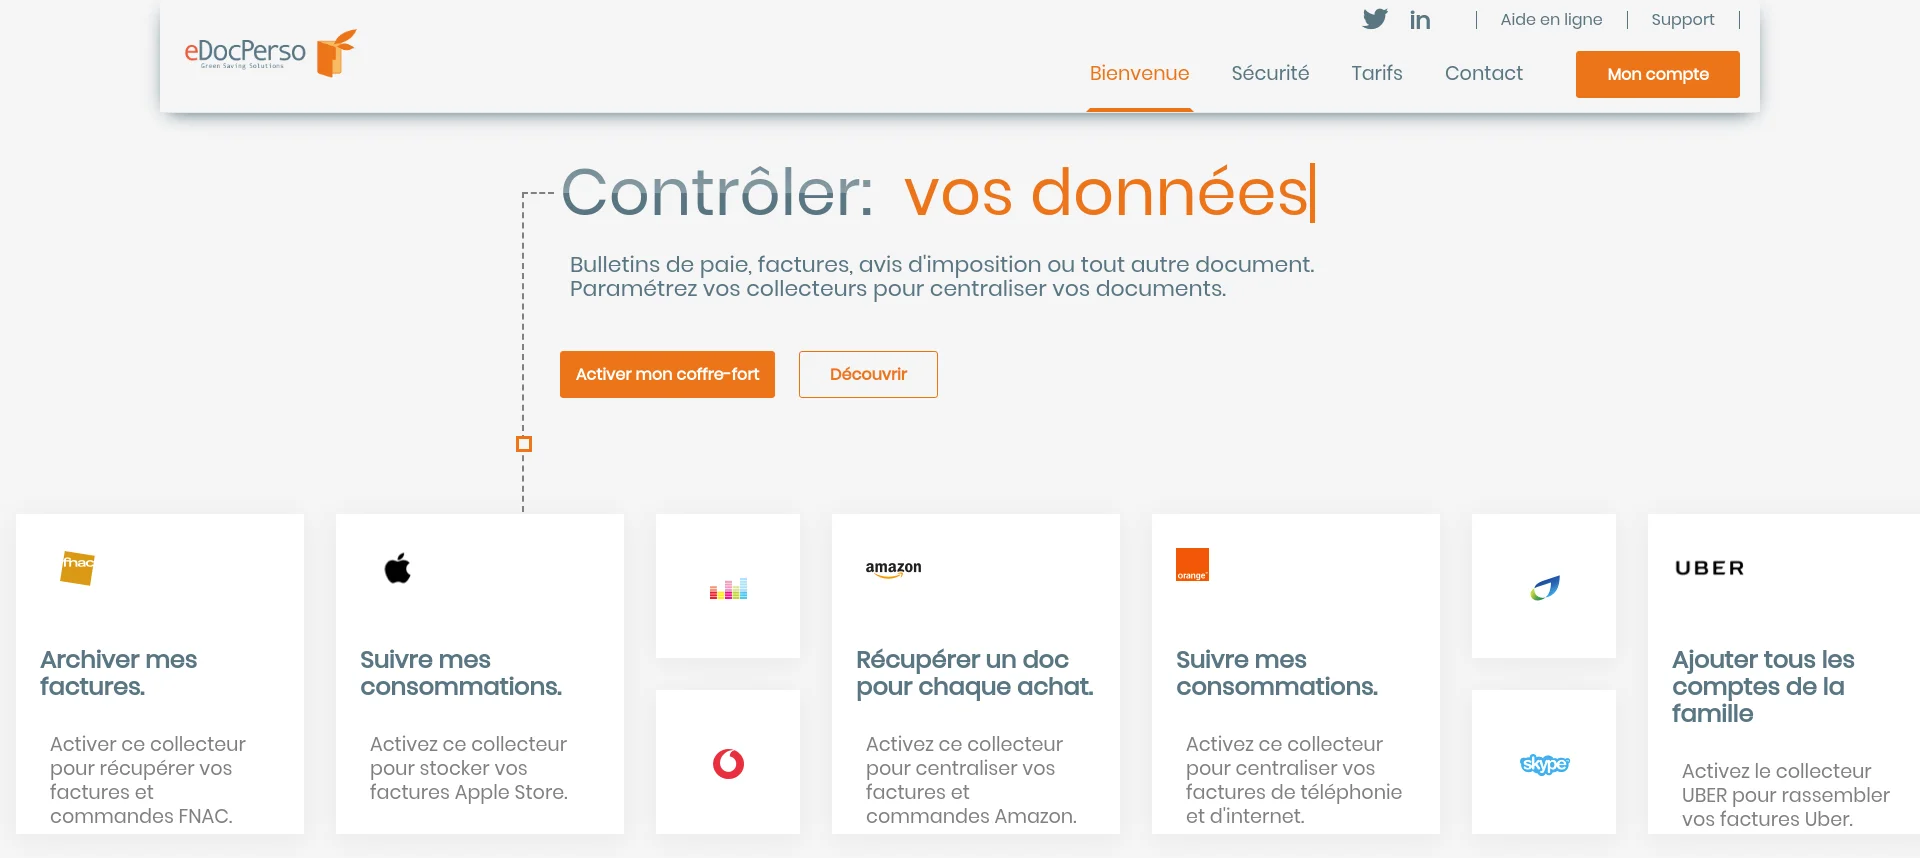 eDocPerso
Green Saving Solutions
Aide en ligne
Support
Bienvenue
Sécurité
Tarifs
Contact
Mon compte
Contrôler: vos données
Bulletins de paie, factures, avis d'imposition ou tout autre document.
Paramétrez vos collecteurs pour centraliser vos documents.
Activer mon coffre-fort
Découvrir
fnac
Archiver mes
factures.
Activer ce collecteur
pour récupérer vos
factures et
commandes FNAC.
Suivre mes
consommations.
Activez ce collecteur
pour stocker vos
factures Apple Store.
amazon
Récupérer un doc
pour chaque achat.
Activez ce collecteur
pour centraliser vos
factures et
commandes Amazon.
orange
Suivre mes
consommations.
Activez ce collecteur
pour centraliser vos
factures de téléphonie
et d'internet.
skype
UBER
Ajouter tous les
comptes de la
famille
Activez le collecteur
UBER pour rassembler
vos factures Uber.